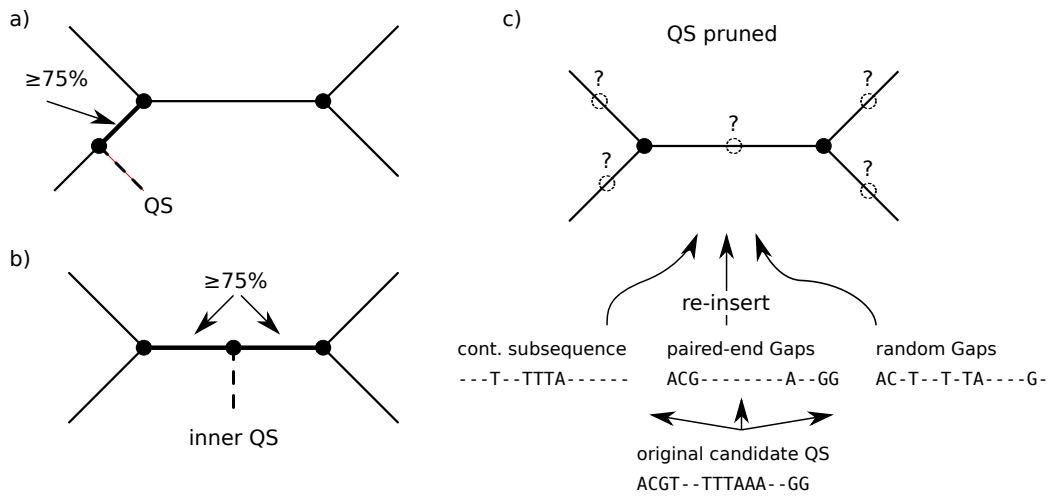 a)
≥75%
QS
b)
≥75%
inner QS
c)
QS pruned
? ?
?
? ?
re-insert
cont. subsequence paired-end Gaps random Gaps
---T--TTTA------ ACG--------A--GG AC-T--T-TA----G-
original candidate QS
ACGT--TTTAAA--GG